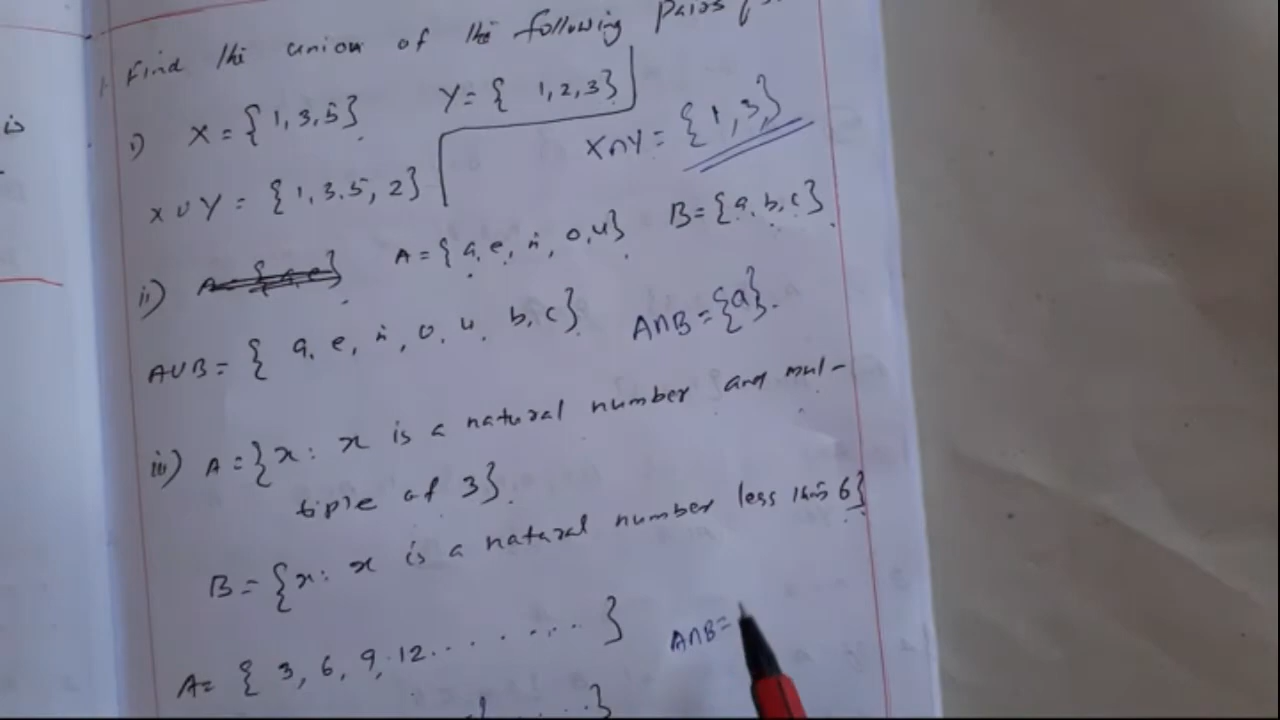 is
1. Find the union of the following pairs
i) X = { 1, 3, 5} Y = { 1, 2, 3}
X ∪ Y = { 1, 3. 5, 2} X∩Y = { 1, 3}
ii) A = { a, e, i, o, u} B = {a, b, c}
A∪B = { a, e, i, o, u, b, c} A∩B = {a}.
iii) A = {x : x is a natural number and mul-
tiple of 3}.
B = {x : x is a natural number less than 6}
A = { 3, 6, 9, 12. . . . . . . . . } A∩B =